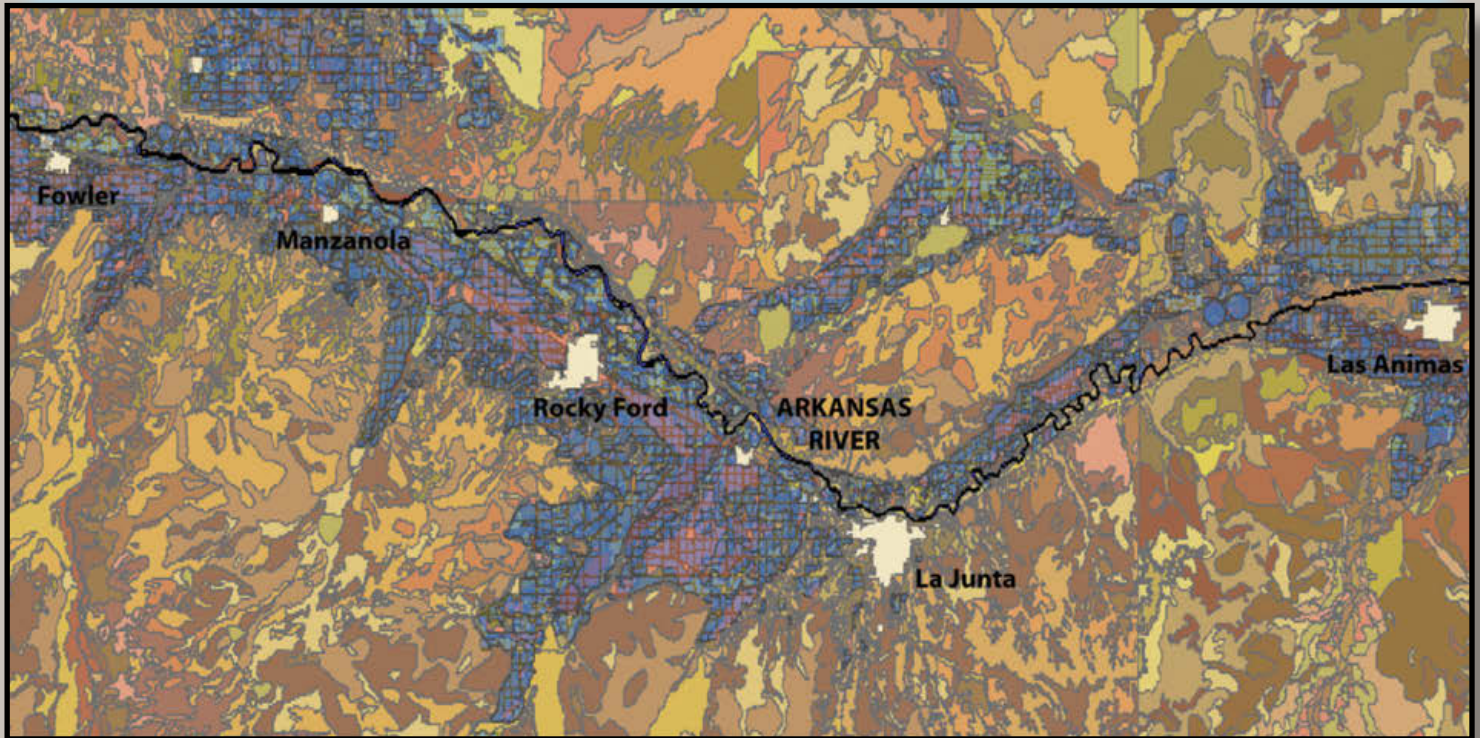 Fowler
Manzanola
Rocky Ford
ARKANSAS
RIVER
Las Animas
La Junta